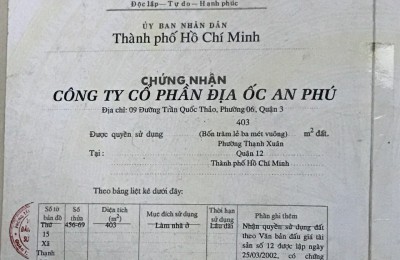 Độc lập – Tự do – Hạnh phúc
ỦY BAN NHÂN DÂN
Thành phố Hồ Chí Minh
CHỨNG NHẬN
CÔNG TY CỔ PHẦN ĐỊA ỐC AN PHÚ
Địa chỉ: 09 Đường Trần Quốc Thảo, Phường 06, Quận 3
403
Được quyền sử dụng (Bốn trăm lẻ ba mét vuông) m² đất.
Phường Thạnh Xuân
Tại : Quận 12
Thành phố Hồ Chí Minh
Theo bảng liệt kê dưới đây:
Số tờ bản đồ Số thửa Diện tích (m²) Mục đích sử dụng Thời hạn sử dụng Phần ghi thêm
Thứ 456-69 403 Làm nhà ở Lâu dài Nhận quyền sử dụng đất
15 theo Văn bản đấu giá tài
Xã sản số 12 được lập ngày
Thạnh 25/03/2002, có chứng